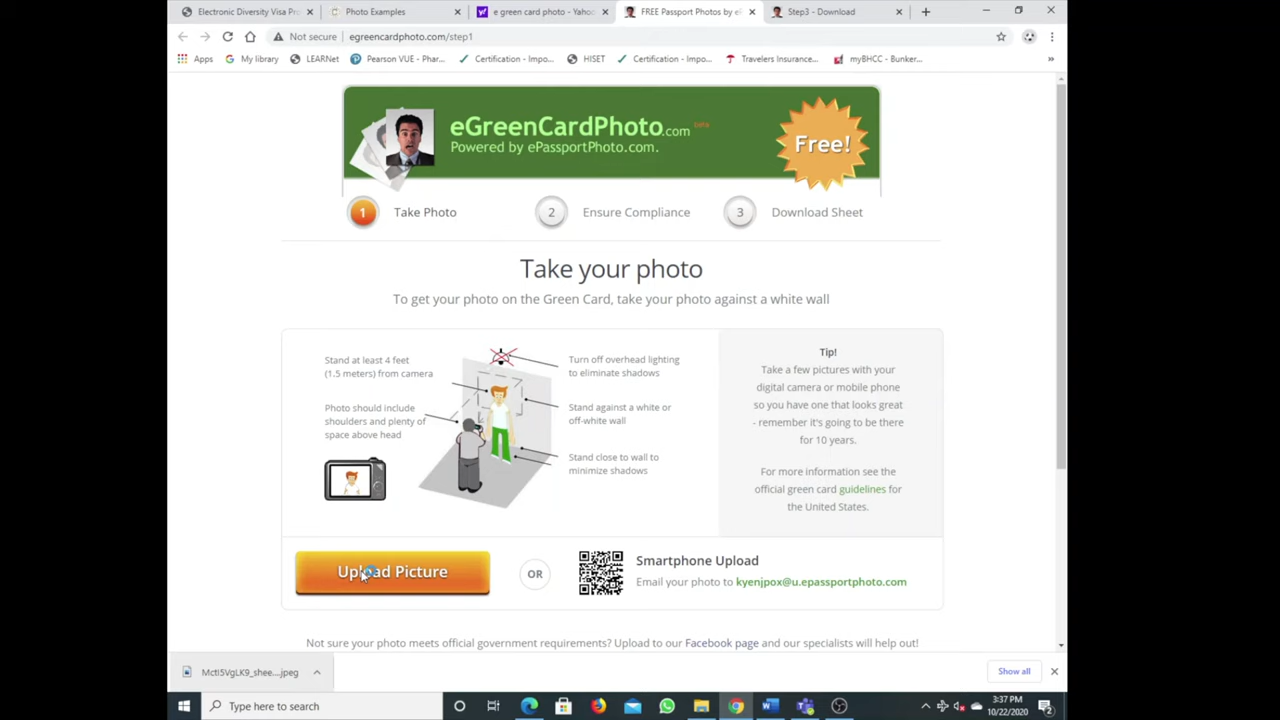 Electronic Diversity Visa Pro
Photo Examples
e green card photo - Yahoo
FREE Passport Photos by eP
Step3 - Download
Not secure
egreencardphoto.com/step1
Apps
My library
LEARNet
Pearson VUE - Phar...
Certification - Impo...
HISET
Certification - Impo...
Travelers Insurance...
myBHCC - Bunker...
eGreenCardPhoto.com beta
Powered by ePassportPhoto.com.
Free!
1 Take Photo
2 Ensure Compliance
3 Download Sheet
Take your photo
To get your photo on the Green Card, take your photo against a white wall
Stand at least 4 feet
(1.5 meters) from camera
Photo should include
shoulders and plenty of
space above head
Turn off overhead lighting
to eliminate shadows
Stand against a white or
off-white wall
Stand close to wall to
minimize shadows
Tip!
Take a few pictures with your
digital camera or mobile phone
so you have one that looks great
- remember it's going to be there
for 10 years.
For more information see the
official green card guidelines for
the United States.
Upload Picture
OR
Smartphone Upload
Email your photo to kyenjpox@u.epassportphoto.com
Not sure your photo meets official government requirements? Upload to our Facebook page and our specialists will help out!
MctI5VgLK9_shee....jpeg
Show all
Type here to search
3:37 PM
10/22/2020
2